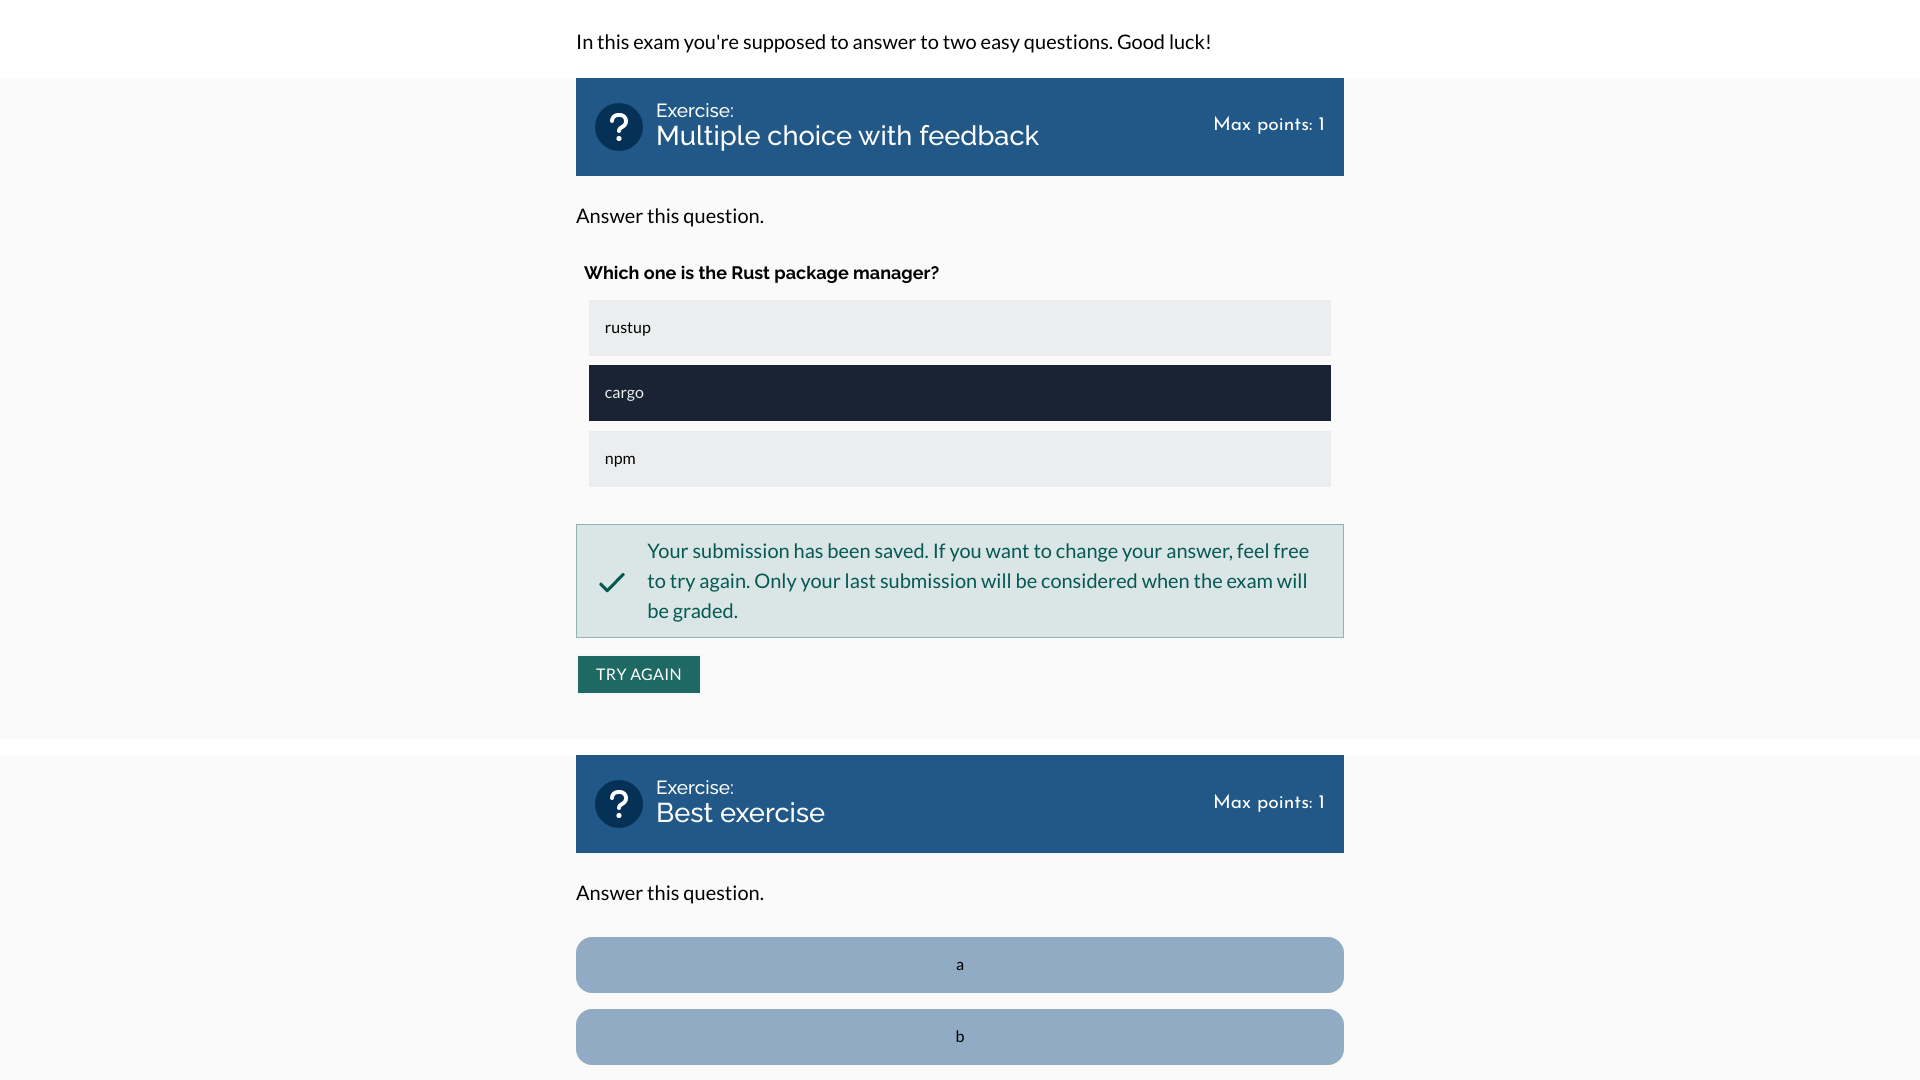 In this exam you're supposed to answer to two easy questions. Good luck!
?
Exercise:
Multiple choice with feedback
Max points: 1
Answer this question.
Which one is the Rust package manager?
rustup
cargo
npm
Your submission has been saved. If you want to change your answer, feel free
to try again. Only your last submission will be considered when the exam will
be graded.
TRY AGAIN
?
Exercise:
Best exercise
Max points: 1
Answer this question.
a
b